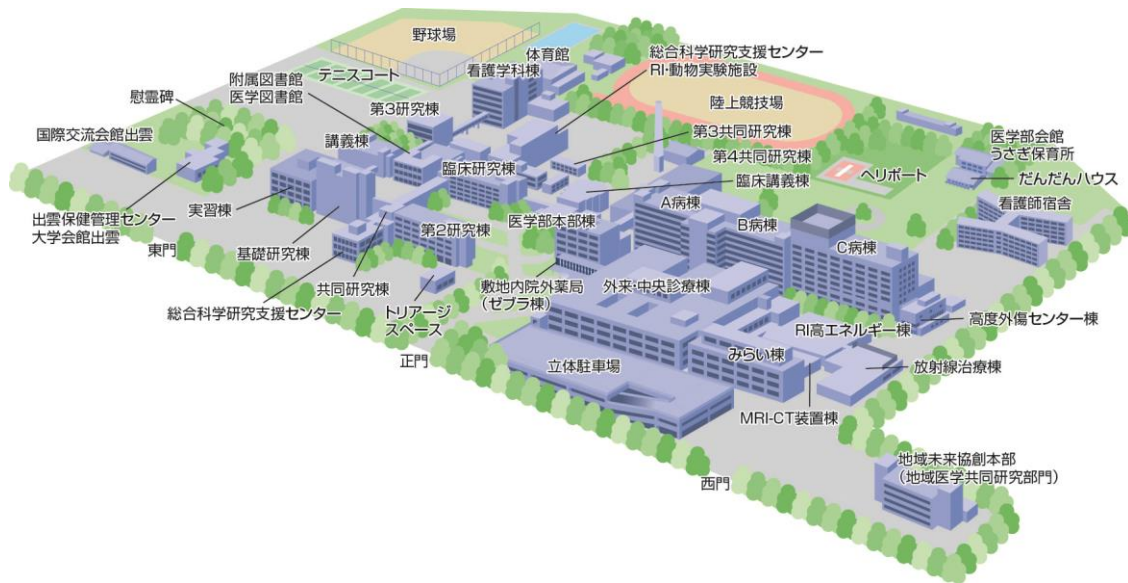 野球場
体育館
総合科学研究支援センター
RI・動物実験施設
テニスコート
看護学科棟
附属図書館
医学図書館
陸上競技場
慰霊碑
第3研究棟
国際交流会館出雲
講義棟
第3共同研究棟
医学部会館
うさぎ保育所
臨床研究棟
第4共同研究棟
ヘリポート
だんだんハウス
臨床講義棟
A病棟
看護師宿舎
出雲保健管理センター
大学会館出雲
実習棟
医学部本部棟
B病棟
第2研究棟
C病棟
東門
基礎研究棟
共同研究棟
敷地内院外薬局
(ゼブラ棟)
外来・中央診療棟
総合科学研究支援センター
トリアージ
スペース
RI高エネルギー棟
高度外傷センター棟
正門
立体駐車場
みらい棟
放射線治療棟
MRI-CT装置棟
地域未来協創本部
(地域医学共同研究部門)
西門